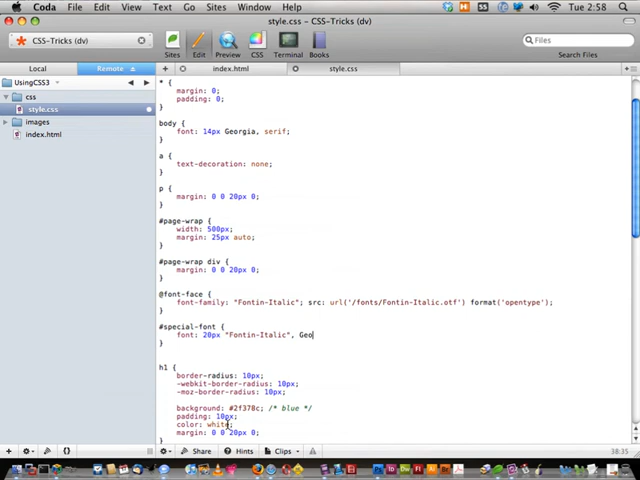 Coda File Edit View Text Go Sites Window Help
Tue 2:58
style.css - CSS-Tricks (dv)
CSS-Tricks (dv)
Sites Edit Preview CSS Terminal Books
Files
Search Files
Local Remote
index.html style.css
UsingCSS3
css
style.css
images
index.html
* {
margin: 0;
padding: 0;
}
body {
font: 14px Georgia, serif;
}
a {
text-decoration: none;
}
p {
margin: 0 0 20px 0;
}
#page-wrap {
width: 500px;
margin: 25px auto;
}
#page-wrap div {
margin: 0 0 20px 0;
}
@font-face {
font-family: "Fontin-Italic"; src: url('/fonts/Fontin-Italic.otf') format('opentype');
}
#special-font {
font: 20px "Fontin-Italic", Geo
}
h1 {
border-radius: 10px;
-webkit-border-radius: 10px;
-moz-border-radius: 10px;
background: #2f378c; /* blue */
padding: 10px;
color: white;
margin: 0 0 20px 0;
}
Share Hints Clips
38:35